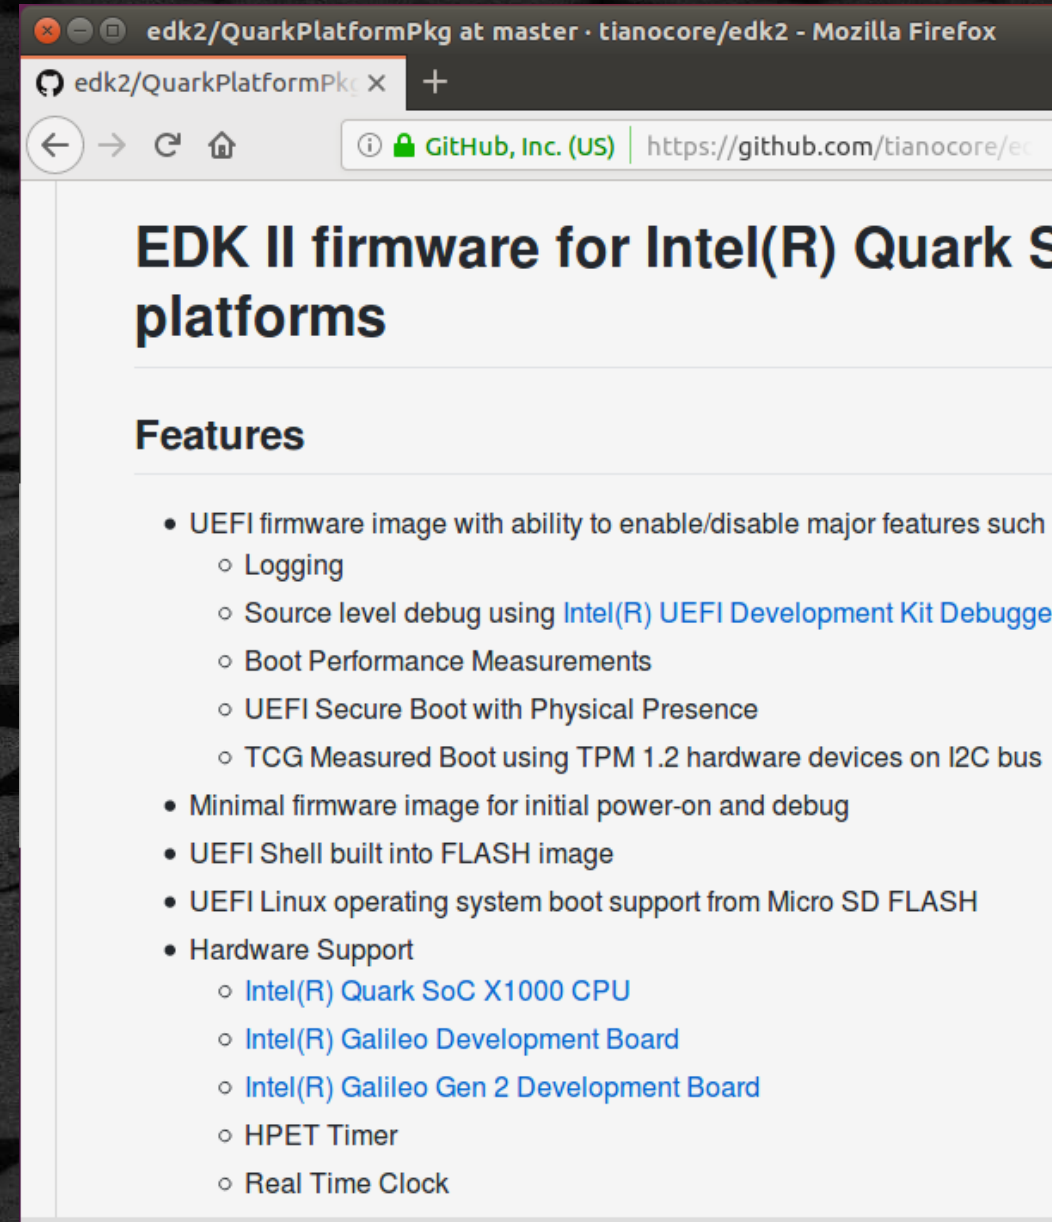 edk2/QuarkPlatformPkg at master · tianocore/edk2 - Mozilla Firefox
edk2/QuarkPlatformPkg
GitHub, Inc. (US) https://github.com/tianocore/ed
EDK II firmware for Intel(R) Quark S
platforms
Features
UEFI firmware image with ability to enable/disable major features such
Logging
Source level debug using Intel(R) UEFI Development Kit Debugge
Boot Performance Measurements
UEFI Secure Boot with Physical Presence
TCG Measured Boot using TPM 1.2 hardware devices on I2C bus
Minimal firmware image for initial power-on and debug
UEFI Shell built into FLASH image
UEFI Linux operating system boot support from Micro SD FLASH
Hardware Support
Intel(R) Quark SoC X1000 CPU
Intel(R) Galileo Development Board
Intel(R) Galileo Gen 2 Development Board
HPET Timer
Real Time Clock